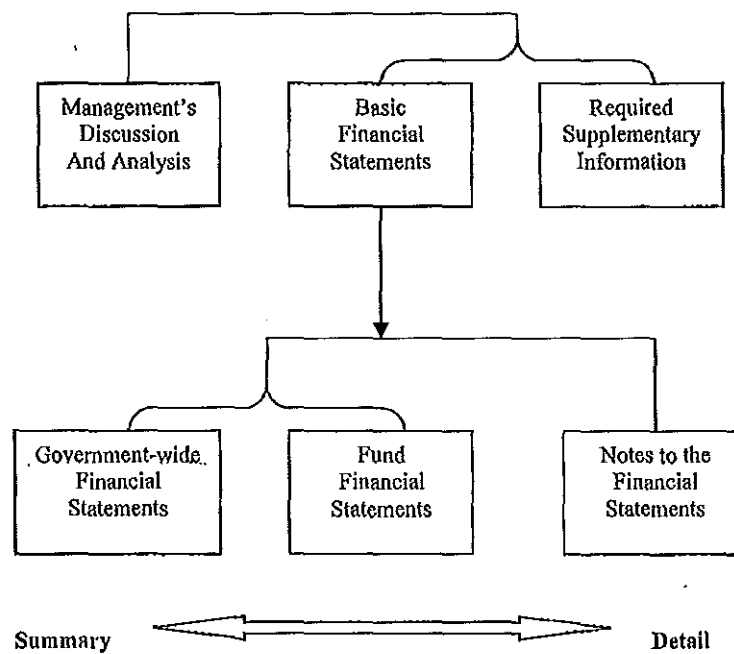 Management's
Discussion
And Analysis
Basic
Financial
Statements
Required
Supplementary
Information
Government-wide
Financial
Statements
Fund
Financial
Statements
Notes to the
Financial
Statements
Summary
Detail